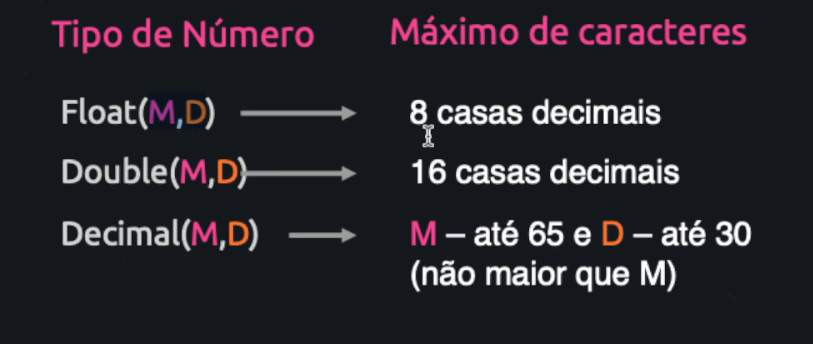 Tipo de Número Máximo de caracteres
Float(M,D) 8 casas decimais
Double(M,D) 16 casas decimais
Decimal(M,D) M – até 65 e D – até 30
(não maior que M)